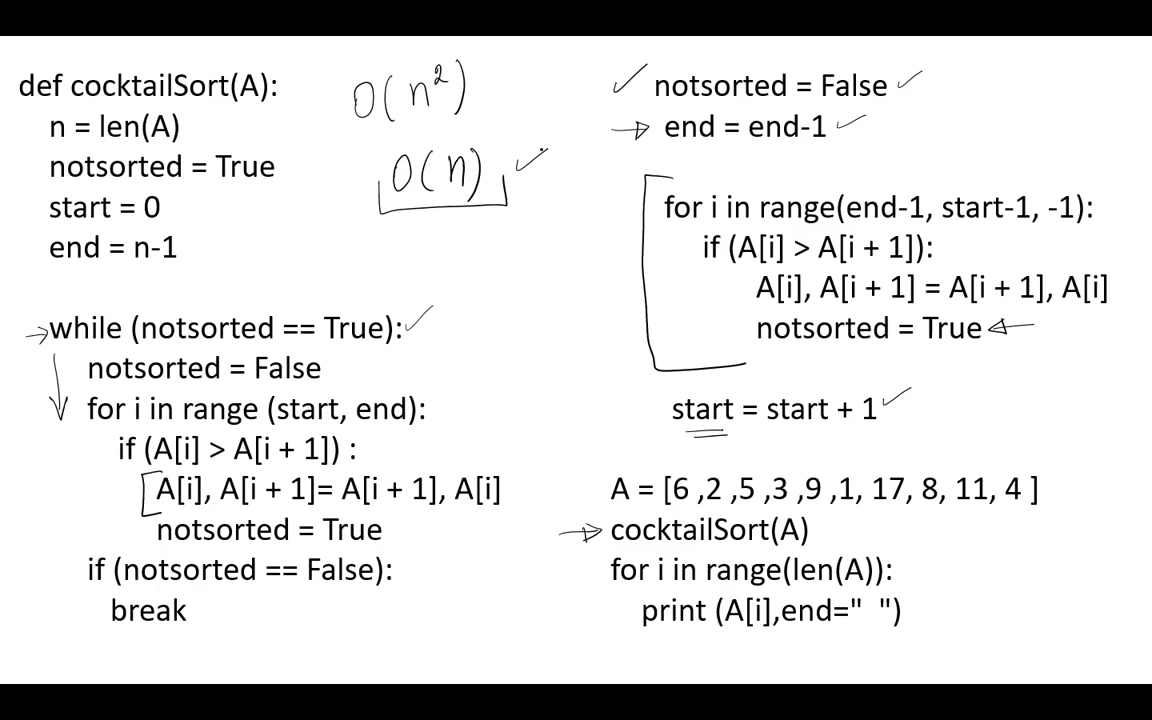 def cocktailSort(A):
n = len(A)
notsorted = True
start = 0
end = n-1
while (notsorted == True):
notsorted = False
for i in range (start, end):
if (A[i] > A[i + 1]) :
A[i], A[i + 1]= A[i + 1], A[i]
notsorted = True
if (notsorted == False):
break
O(n²)
O(n)
notsorted = False
end = end-1
for i in range(end-1, start-1, -1):
if (A[i] > A[i + 1]):
A[i], A[i + 1] = A[i + 1], A[i]
notsorted = True
start = start + 1
A = [6 ,2 ,5 ,3 ,9 ,1, 17, 8, 11, 4 ]
cocktailSort(A)
for i in range(len(A)):
print (A[i],end="  ")